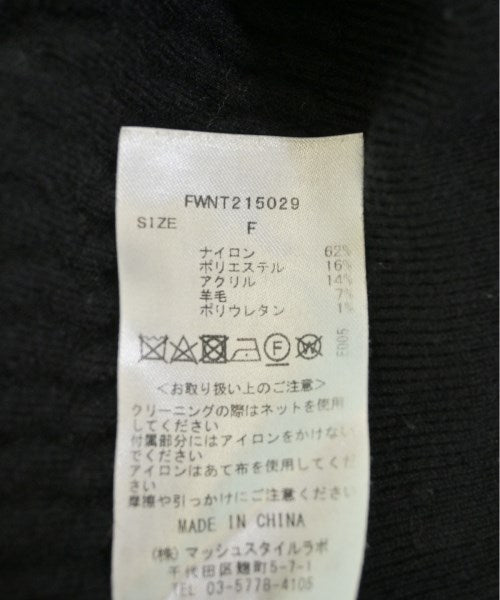 FWNT215029
SIZE F
ナイロン 62%
ポリエステル 16%
アクリル 14%
羊毛 7%
ポリウレタン 1%
F W
FD05
<お取り扱い上のご注意>
クリーニングの際はネットを使用
してください
付属部分にはアイロンをかけない
でください
アイロンはあて布を使用してくだ
さい
摩擦や引っかけにご注意ください
MADE IN CHINA
(株) マッシュスタイルラボ
千代田区麹町5-7-1
TEL 03-5778-4105